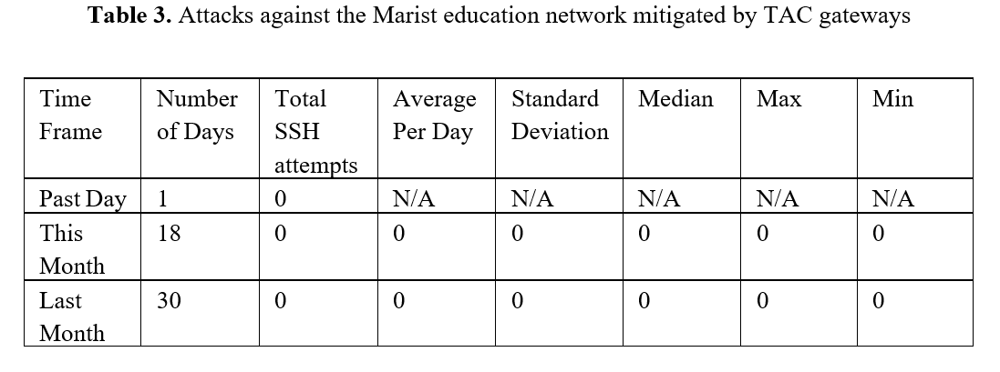 Table 3. Attacks against the Marist education network mitigated by TAC gateways
Time Frame | Number of Days | Total SSH attempts | Average Per Day | Standard Deviation | Median | Max | Min
Past Day | 1 | 0 | N/A | N/A | N/A | N/A | N/A
This Month | 18 | 0 | 0 | 0 | 0 | 0 | 0
Last Month | 30 | 0 | 0 | 0 | 0 | 0 | 0